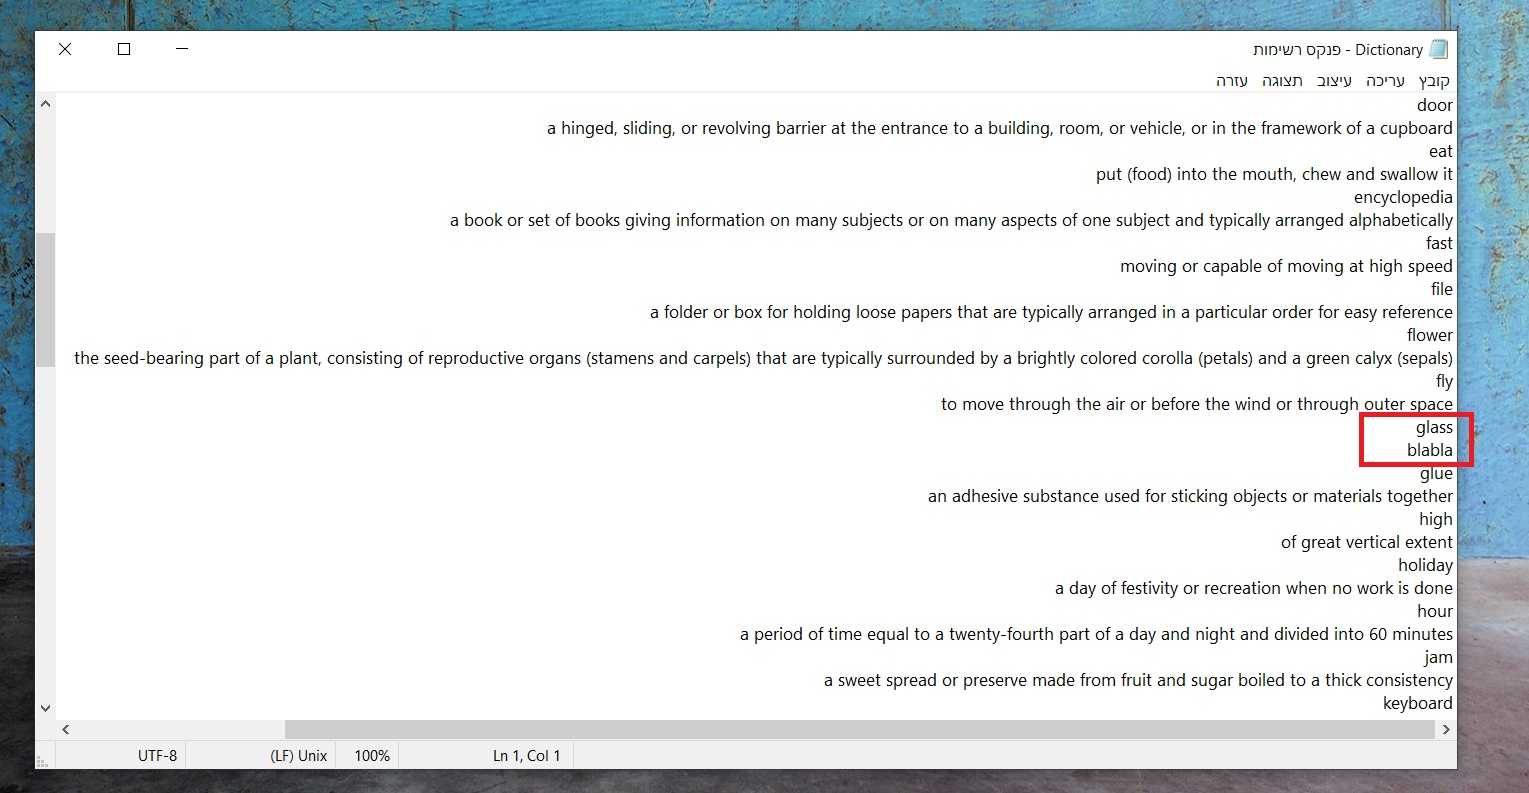 Dictionary - פנקס רשימות
קובץ עריכה עיצוב תצוגה עזרה
door
a hinged, sliding, or revolving barrier at the entrance to a building, room, or vehicle, or in the framework of a cupboard
eat
put (food) into the mouth, chew and swallow it
encyclopedia
a book or set of books giving information on many subjects or on many aspects of one subject and typically arranged alphabetically
fast
moving or capable of moving at high speed
file
a folder or box for holding loose papers that are typically arranged in a particular order for easy reference
flower
the seed-bearing part of a plant, consisting of reproductive organs (stamens and carpels) that are typically surrounded by a brightly colored corolla (petals) and a green calyx (sepals)
fly
to move through the air or before the wind or through outer space
glass
blabla
glue
an adhesive substance used for sticking objects or materials together
high
of great vertical extent
holiday
a day of festivity or recreation when no work is done
hour
a period of time equal to a twenty-fourth part of a day and night and divided into 60 minutes
jam
a sweet spread or preserve made from fruit and sugar boiled to a thick consistency
keyboard
UTF-8 (LF) Unix 100% Ln 1, Col 1